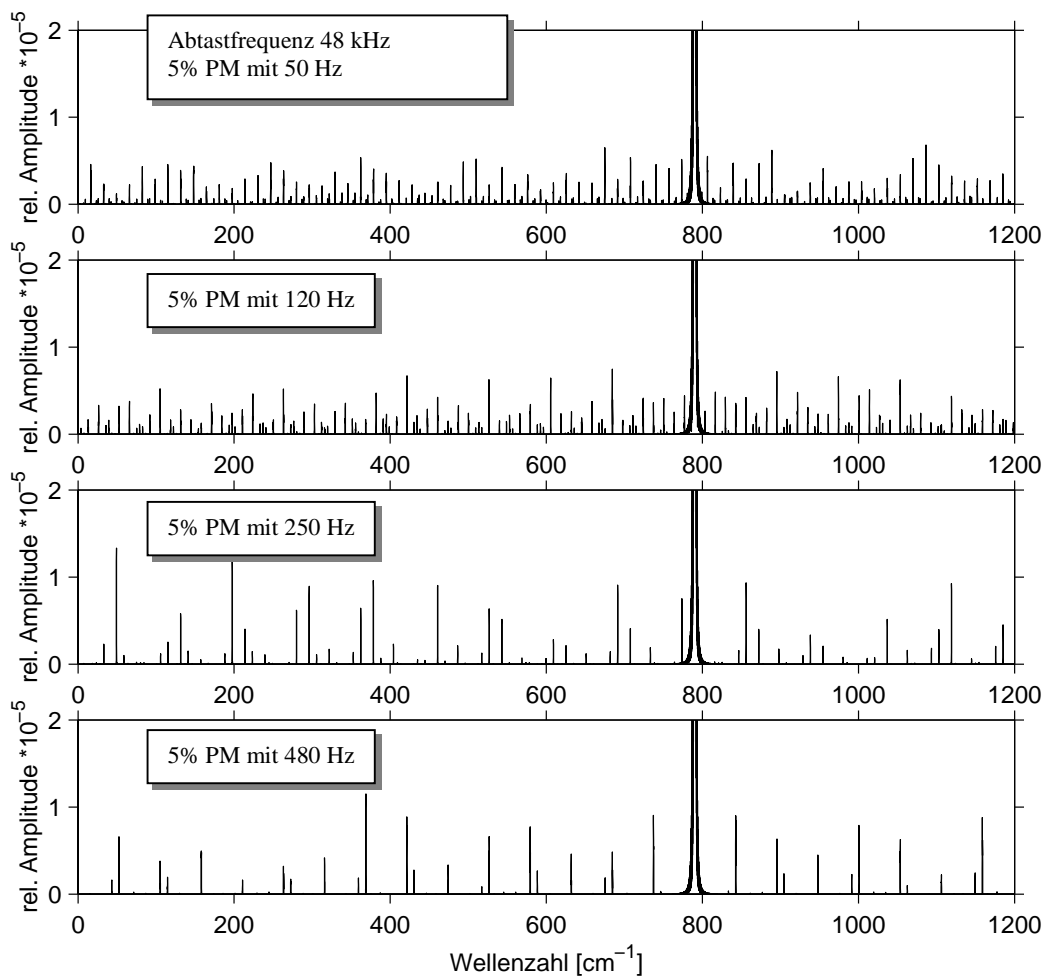 Abtastfrequenz 48 kHz
5% PM mit 50 Hz
rel. Amplitude *10⁻⁵
2
1
0
0 200 400 600 800 1000 1200
5% PM mit 120 Hz
rel. Amplitude *10⁻⁵
2
1
0
0 200 400 600 800 1000 1200
5% PM mit 250 Hz
rel. Amplitude *10⁻⁵
2
1
0
0 200 400 600 800 1000 1200
5% PM mit 480 Hz
rel. Amplitude *10⁻⁵
2
1
0
0 200 400 600 800 1000 1200
Wellenzahl [cm⁻¹]